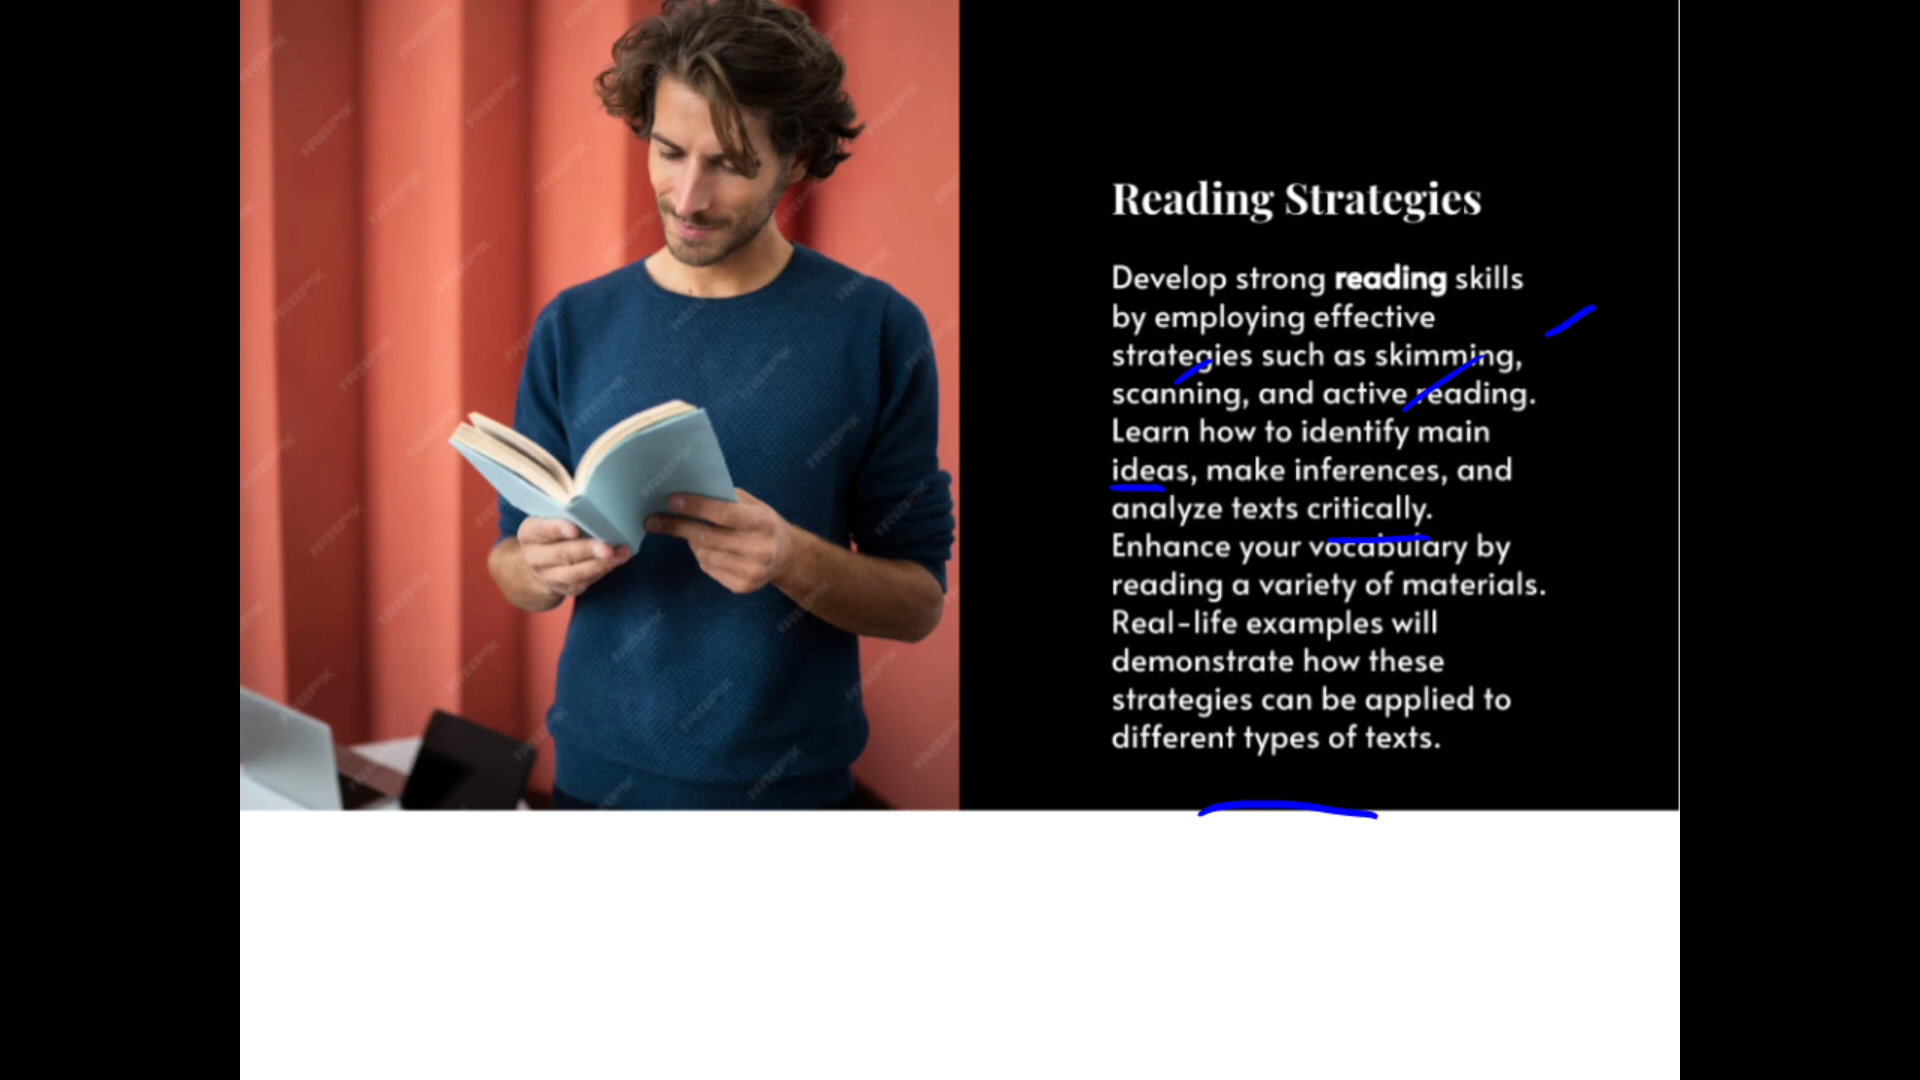 Reading Strategies
Develop strong reading skills
by employing effective
strategies such as skimming,
scanning, and active reading.
Learn how to identify main
ideas, make inferences, and
analyze texts critically.
Enhance your vocabulary by
reading a variety of materials.
Real-life examples will
demonstrate how these
strategies can be applied to
different types of texts.